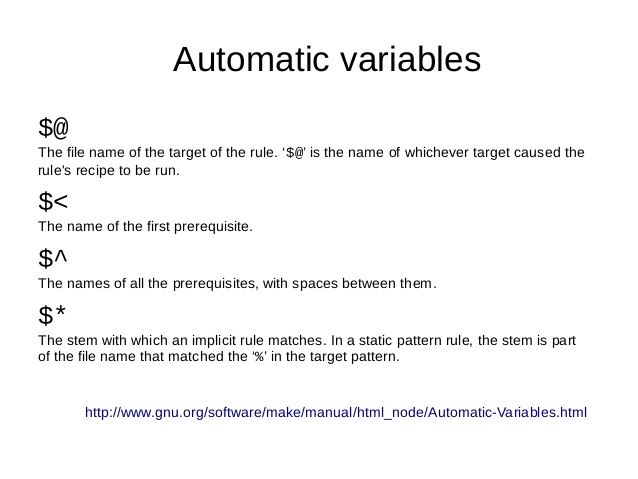 Automatic variables
$@
The file name of the target of the rule. ‘$@’ is the name of whichever target caused the
rule's recipe to be run.
$<
The name of the first prerequisite.
$^
The names of all the prerequisites, with spaces between them.
$*
The stem with which an implicit rule matches. In a static pattern rule, the stem is part
of the file name that matched the ‘%’ in the target pattern.
http://www.gnu.org/software/make/manual/html_node/Automatic-Variables.html